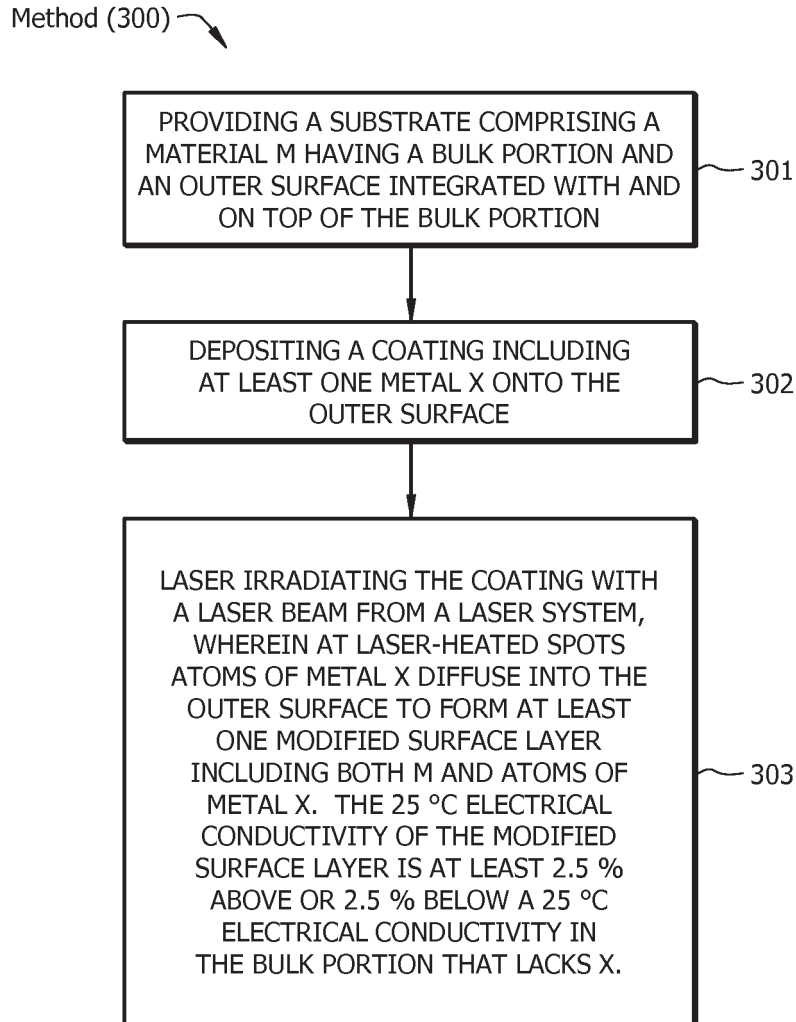 Method (300)
PROVIDING A SUBSTRATE COMPRISING A
MATERIAL M HAVING A BULK PORTION AND
AN OUTER SURFACE INTEGRATED WITH AND
ON TOP OF THE BULK PORTION
301
DEPOSITING A COATING INCLUDING
AT LEAST ONE METAL X ONTO THE
OUTER SURFACE
302
LASER IRRADIATING THE COATING WITH
A LASER BEAM FROM A LASER SYSTEM,
WHEREIN AT LASER-HEATED SPOTS
ATOMS OF METAL X DIFFUSE INTO THE
OUTER SURFACE TO FORM AT LEAST
ONE MODIFIED SURFACE LAYER
INCLUDING BOTH M AND ATOMS OF
METAL X. THE 25 °C ELECTRICAL
CONDUCTIVITY OF THE MODIFIED
SURFACE LAYER IS AT LEAST 2.5 %
ABOVE OR 2.5 % BELOW A 25 °C
ELECTRICAL CONDUCTIVITY IN
THE BULK PORTION THAT LACKS X.
303